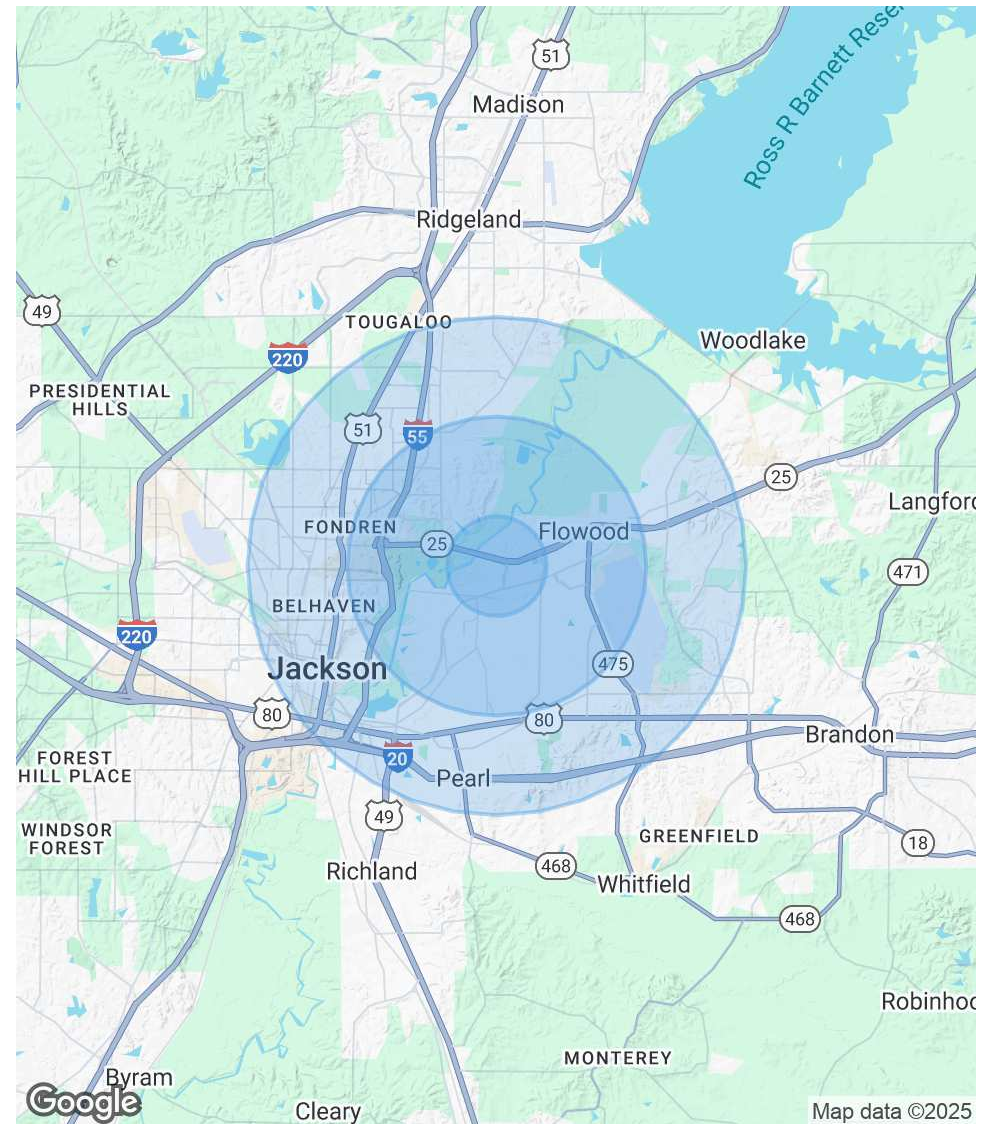 51
Madison
Ross R Barnett Reser
Ridgeland
49
TOUGALOO
Woodlake
220
PRESIDENTIAL
HILLS
51
55
25
Langford
FONDREN
25
Flowood
471
BELHAVEN
220
Jackson
475
80
80
Brandon
FOREST
HILL PLACE
20
Pearl
49
WINDSOR
FOREST
GREENFIELD
18
Richland
468
Whitfield
468
Robinhoo
MONTEREY
Byram
Google
Cleary
Map data ©2025